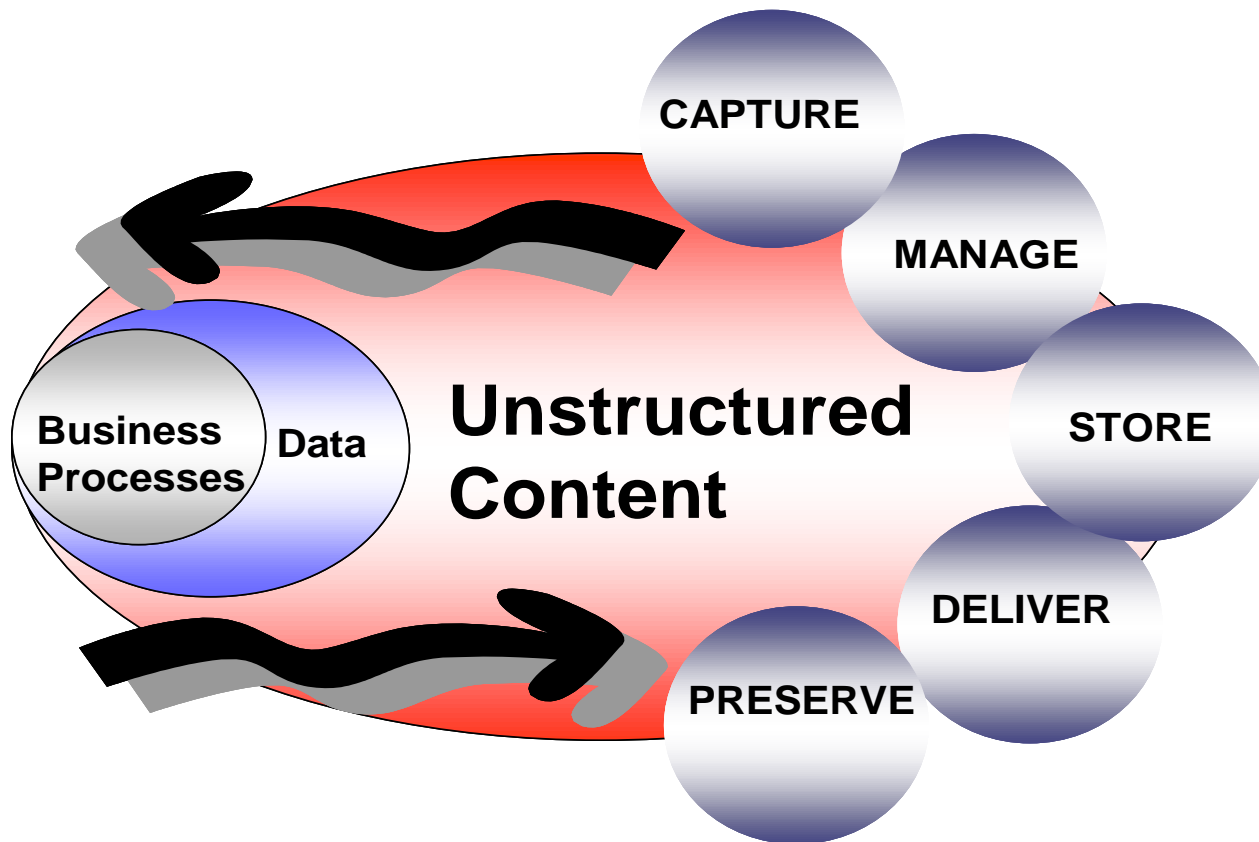 CAPTURE
MANAGE
STORE
DELIVER
PRESERVE
Unstructured
Content
Business
Processes
Data